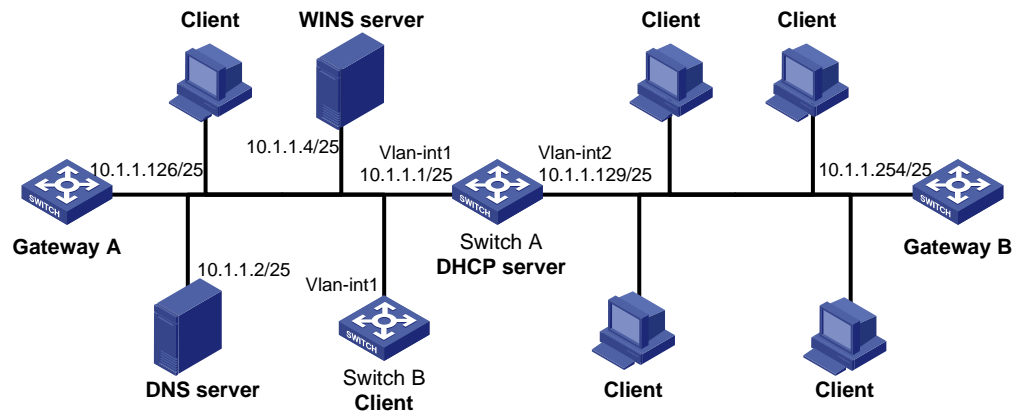 Client
WINS server
Client
Client
10.1.1.4/25
Vlan-int1
Vlan-int2
10.1.1.126/25
10.1.1.1/25
10.1.1.129/25
10.1.1.254/25
SWITCH
SWITCH
SWITCH
Gateway A
Switch A
DHCP server
Gateway B
10.1.1.2/25
Vlan-int1
SWITCH
DNS server
Switch B
Client
Client
Client